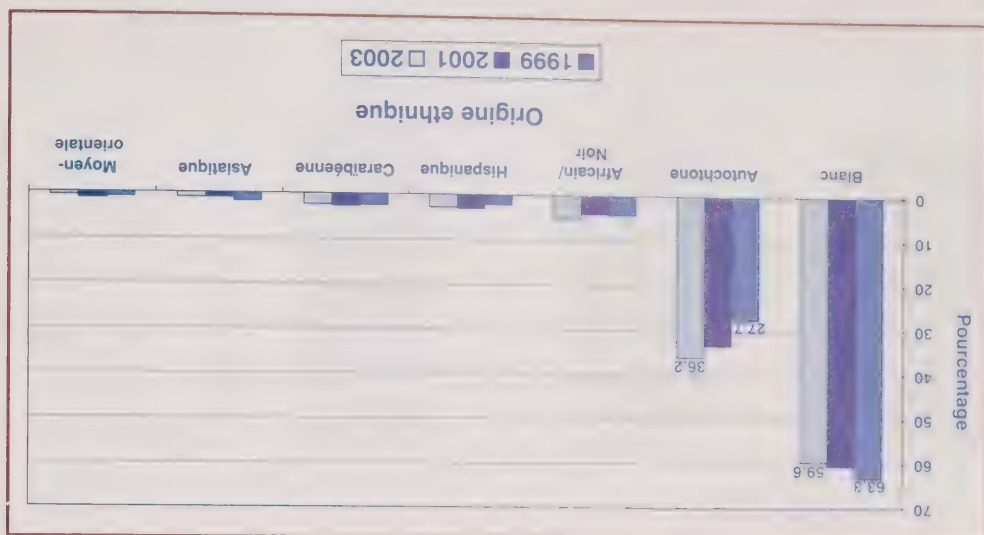 Pourcentage
70
60
50
40
30
20
10
0
63.3
59.6
27.7
36.2
Blanc
Autochtone
Africain/
Noir
Hispanique
Caraïbéenne
Asiatique
Moyen-
orientale
Origine ethnique
1999 2001 2003